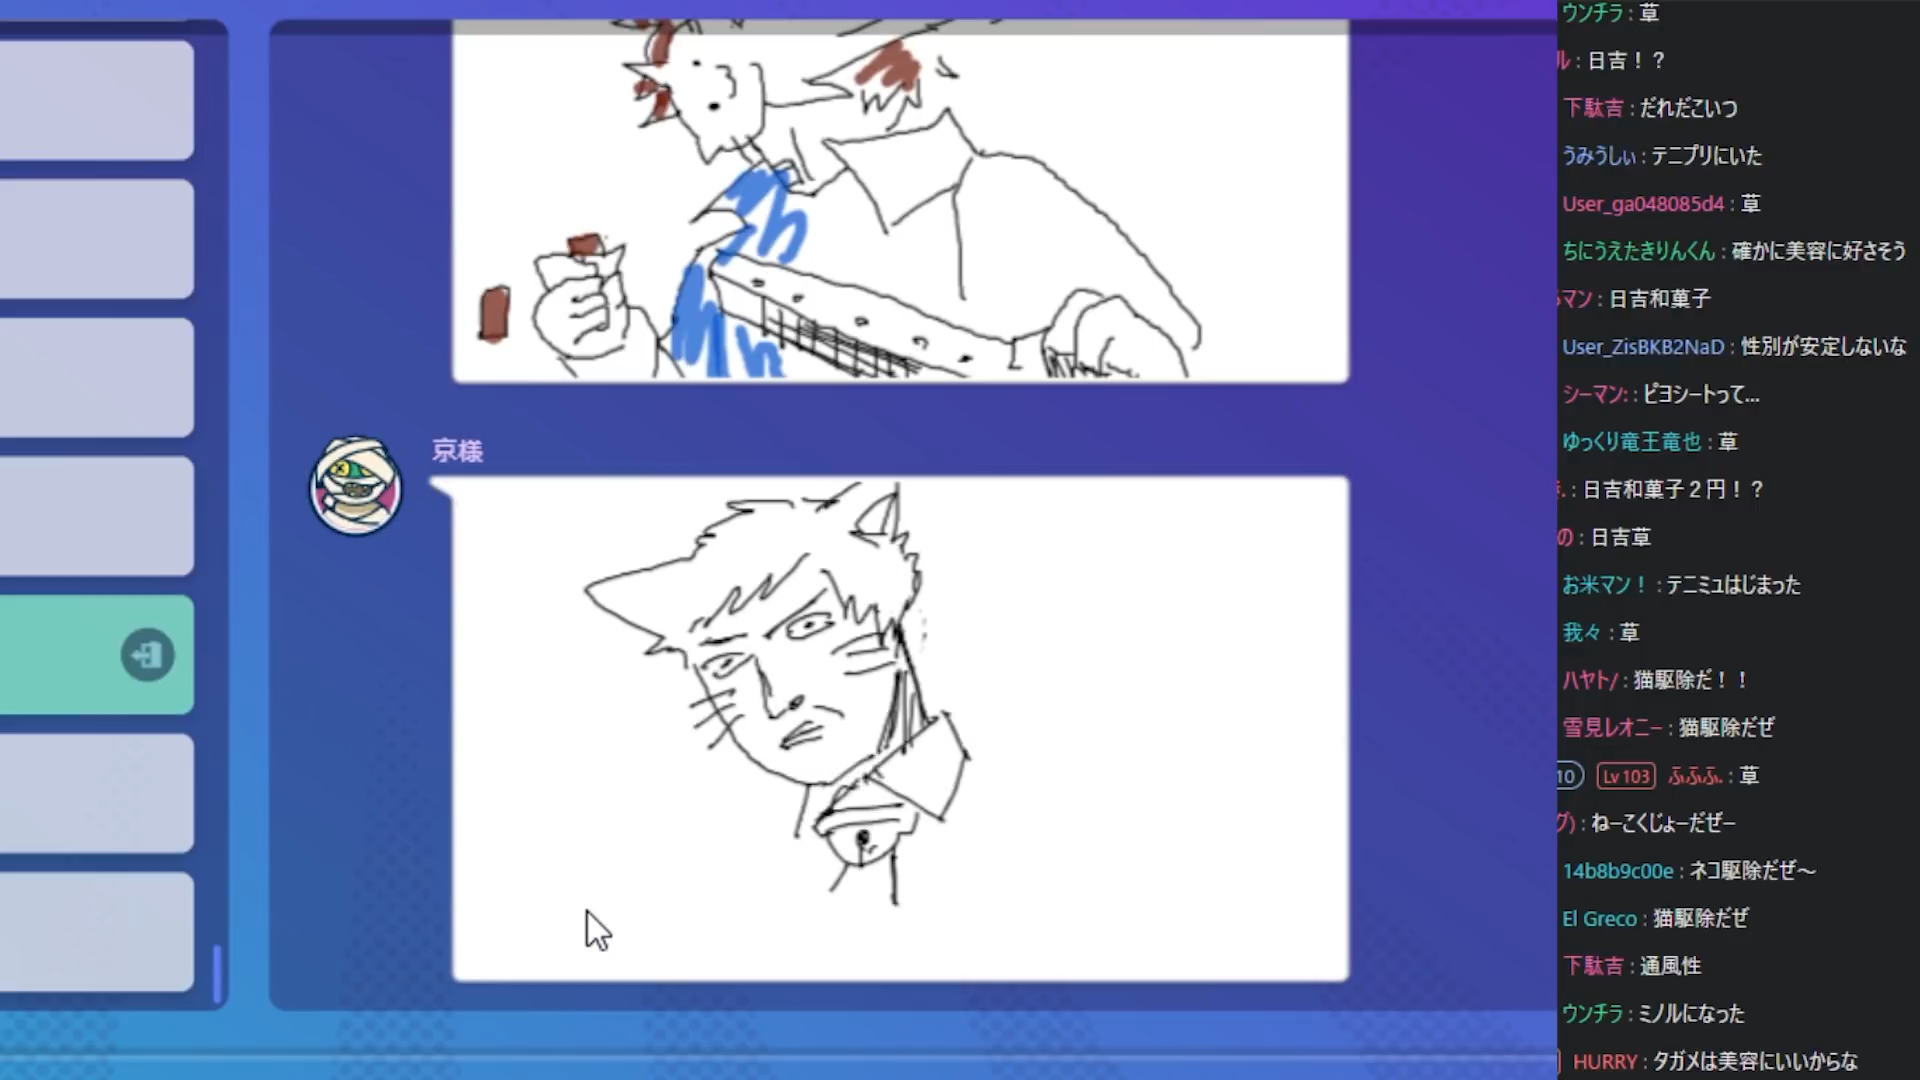 京様
ウンチラ : 草
ル : 日吉！？
下駄吉 : だれだこいつ
うみうしぃ : テニプリにいた
User_ga048085d4 : 草
ちにうえたきりんくん : 確かに美容に好さそう
マン : 日吉和菓子
User_ZisBKB2NaD : 性別が安定しないな
シーマン: : ピヨシートって...
ゆっくり竜王竜也 : 草
. : 日吉和菓子２円！？
の : 日吉草
お米マン！ : テニミュはじまった
我々 : 草
ハヤト/ : 猫駆除だ！！
雪見レオニー : 猫駆除だぜ
10 Lv 103 ふふふ. : 草
グ) : ねーこくじょーだぜー
14b8b9c00e : ネコ駆除だぜ～
El Greco : 猫駆除だぜ
下駄吉 : 通風性
ウンチラ : ミノルになった
HURRY : タガメは美容にいいからな